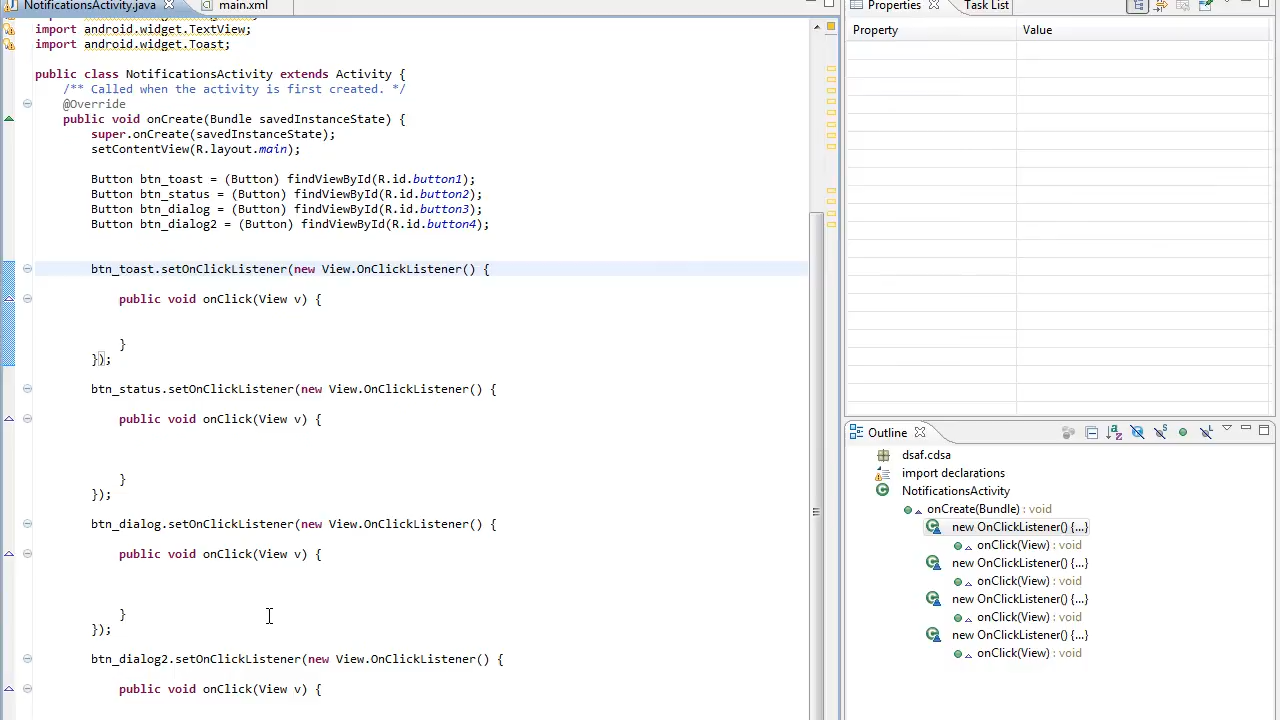 NotificationsActivity.java
main.xml
import android.widget.TextView;
import android.widget.Toast;
public class NotificationsActivity extends Activity {
/** Called when the activity is first created. */
@Override
public void onCreate(Bundle savedInstanceState) {
super.onCreate(savedInstanceState);
setContentView(R.layout.main);
Button btn_toast = (Button) findViewById(R.id.button1);
Button btn_status = (Button) findViewById(R.id.button2);
Button btn_dialog = (Button) findViewById(R.id.button3);
Button btn_dialog2 = (Button) findViewById(R.id.button4);
btn_toast.setOnClickListener(new View.OnClickListener() {
public void onClick(View v) {
}
});
btn_status.setOnClickListener(new View.OnClickListener() {
public void onClick(View v) {
}
});
btn_dialog.setOnClickListener(new View.OnClickListener() {
public void onClick(View v) {
}
});
btn_dialog2.setOnClickListener(new View.OnClickListener() {
public void onClick(View v) {
Properties
Task List
Property Value
Outline
dsaf.cdsa
import declarations
NotificationsActivity
onCreate(Bundle) : void
new OnClickListener() {...}
onClick(View) : void
new OnClickListener() {...}
onClick(View) : void
new OnClickListener() {...}
onClick(View) : void
new OnClickListener() {...}
onClick(View) : void